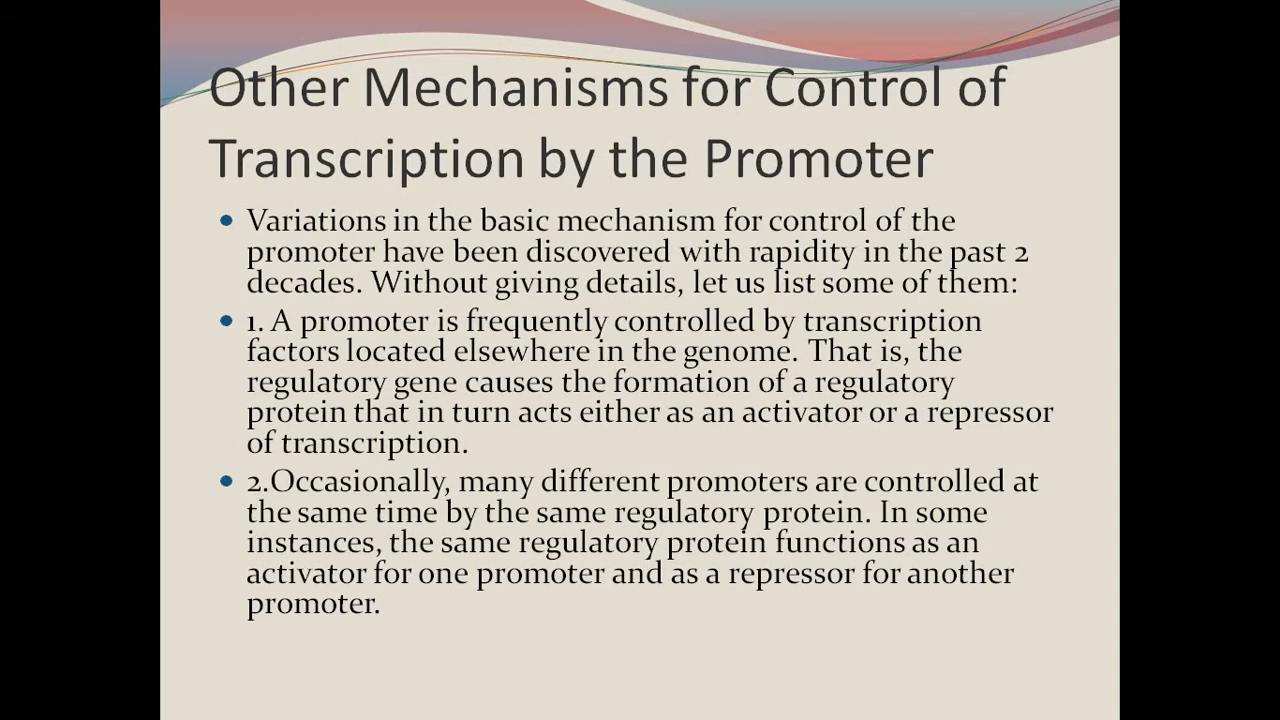 Other Mechanisms for Control of
Transcription by the Promoter
• Variations in the basic mechanism for control of the
promoter have been discovered with rapidity in the past 2
decades. Without giving details, let us list some of them:
• 1. A promoter is frequently controlled by transcription
factors located elsewhere in the genome. That is, the
regulatory gene causes the formation of a regulatory
protein that in turn acts either as an activator or a repressor
of transcription.
• 2.Occasionally, many different promoters are controlled at
the same time by the same regulatory protein. In some
instances, the same regulatory protein functions as an
activator for one promoter and as a repressor for another
promoter.